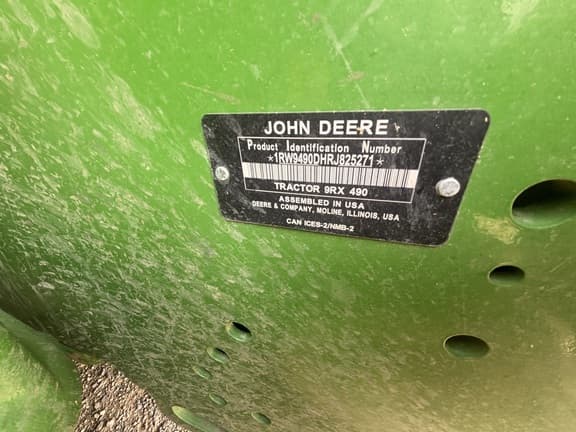 JOHN DEERE
Product Identification Number
*1RW9490DHRJ825271*
TRACTOR 9RX 490
ASSEMBLED IN USA
DEERE & COMPANY, MOLINE, ILLINOIS, USA
CAN ICES-2/NMB-2